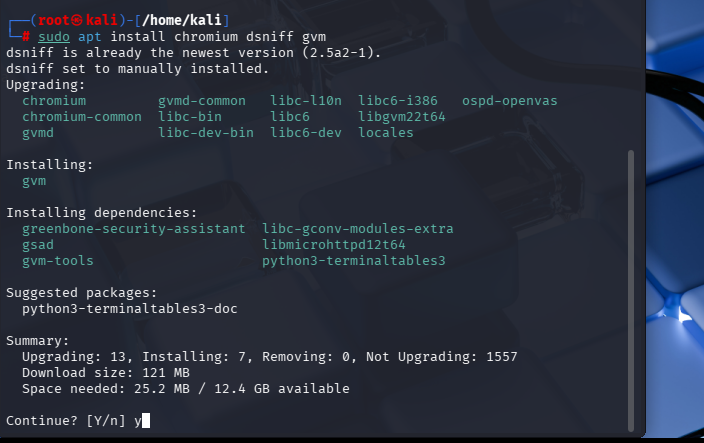 ┌──(root㉿kali)-[/home/kali]
└─# sudo apt install chromium dsniff gvm
dsniff is already the newest version (2.5a2-1).
dsniff set to manually installed.
Upgrading:
  chromium         gvmd-common   libc-l10n  libc6-i386   ospd-openvas
  chromium-common  libc-bin      libc6      libgvm22t64
  gvmd             libc-dev-bin  libc6-dev  locales

Installing:
  gvm

Installing dependencies:
  greenbone-security-assistant  libc-gconv-modules-extra
  gsad                          libmicrohttpd12t64
  gvm-tools                     python3-terminaltables3

Suggested packages:
  python3-terminaltables3-doc

Summary:
  Upgrading: 13, Installing: 7, Removing: 0, Not Upgrading: 1557
  Download size: 121 MB
  Space needed: 25.2 MB / 12.4 GB available

Continue? [Y/n] y